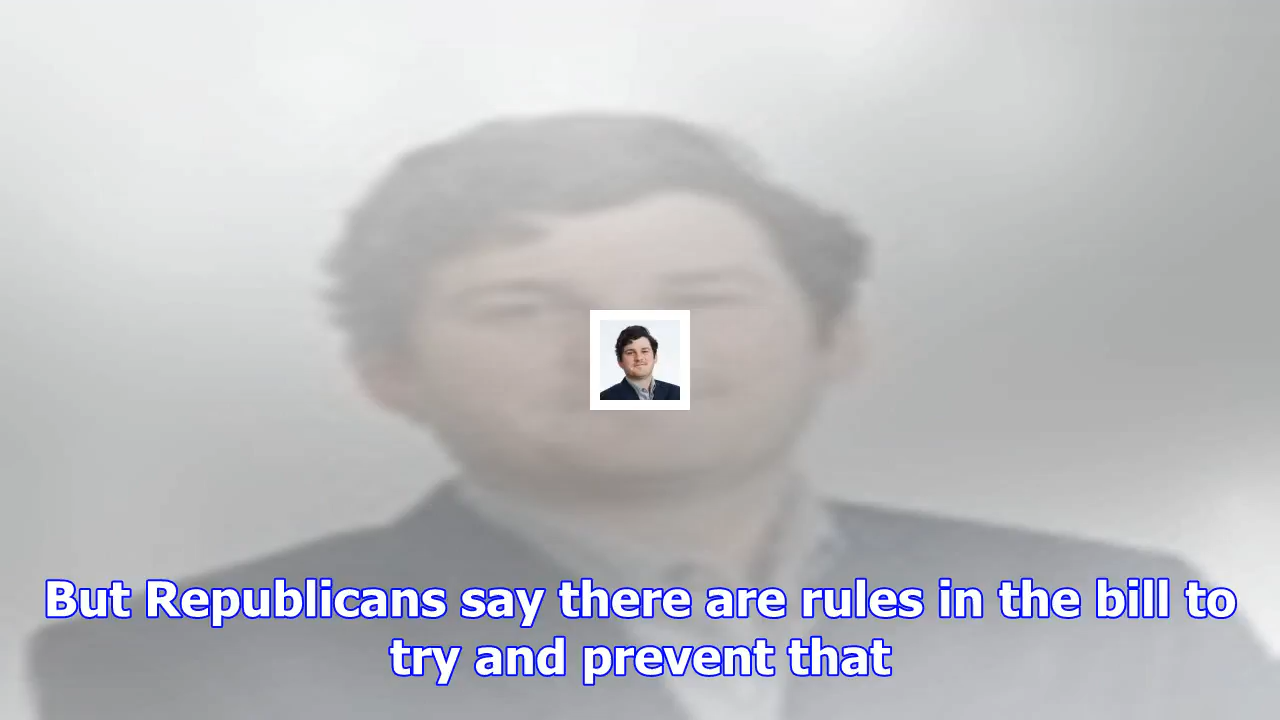 But Republicans say there are rules in the bill to
try and prevent that